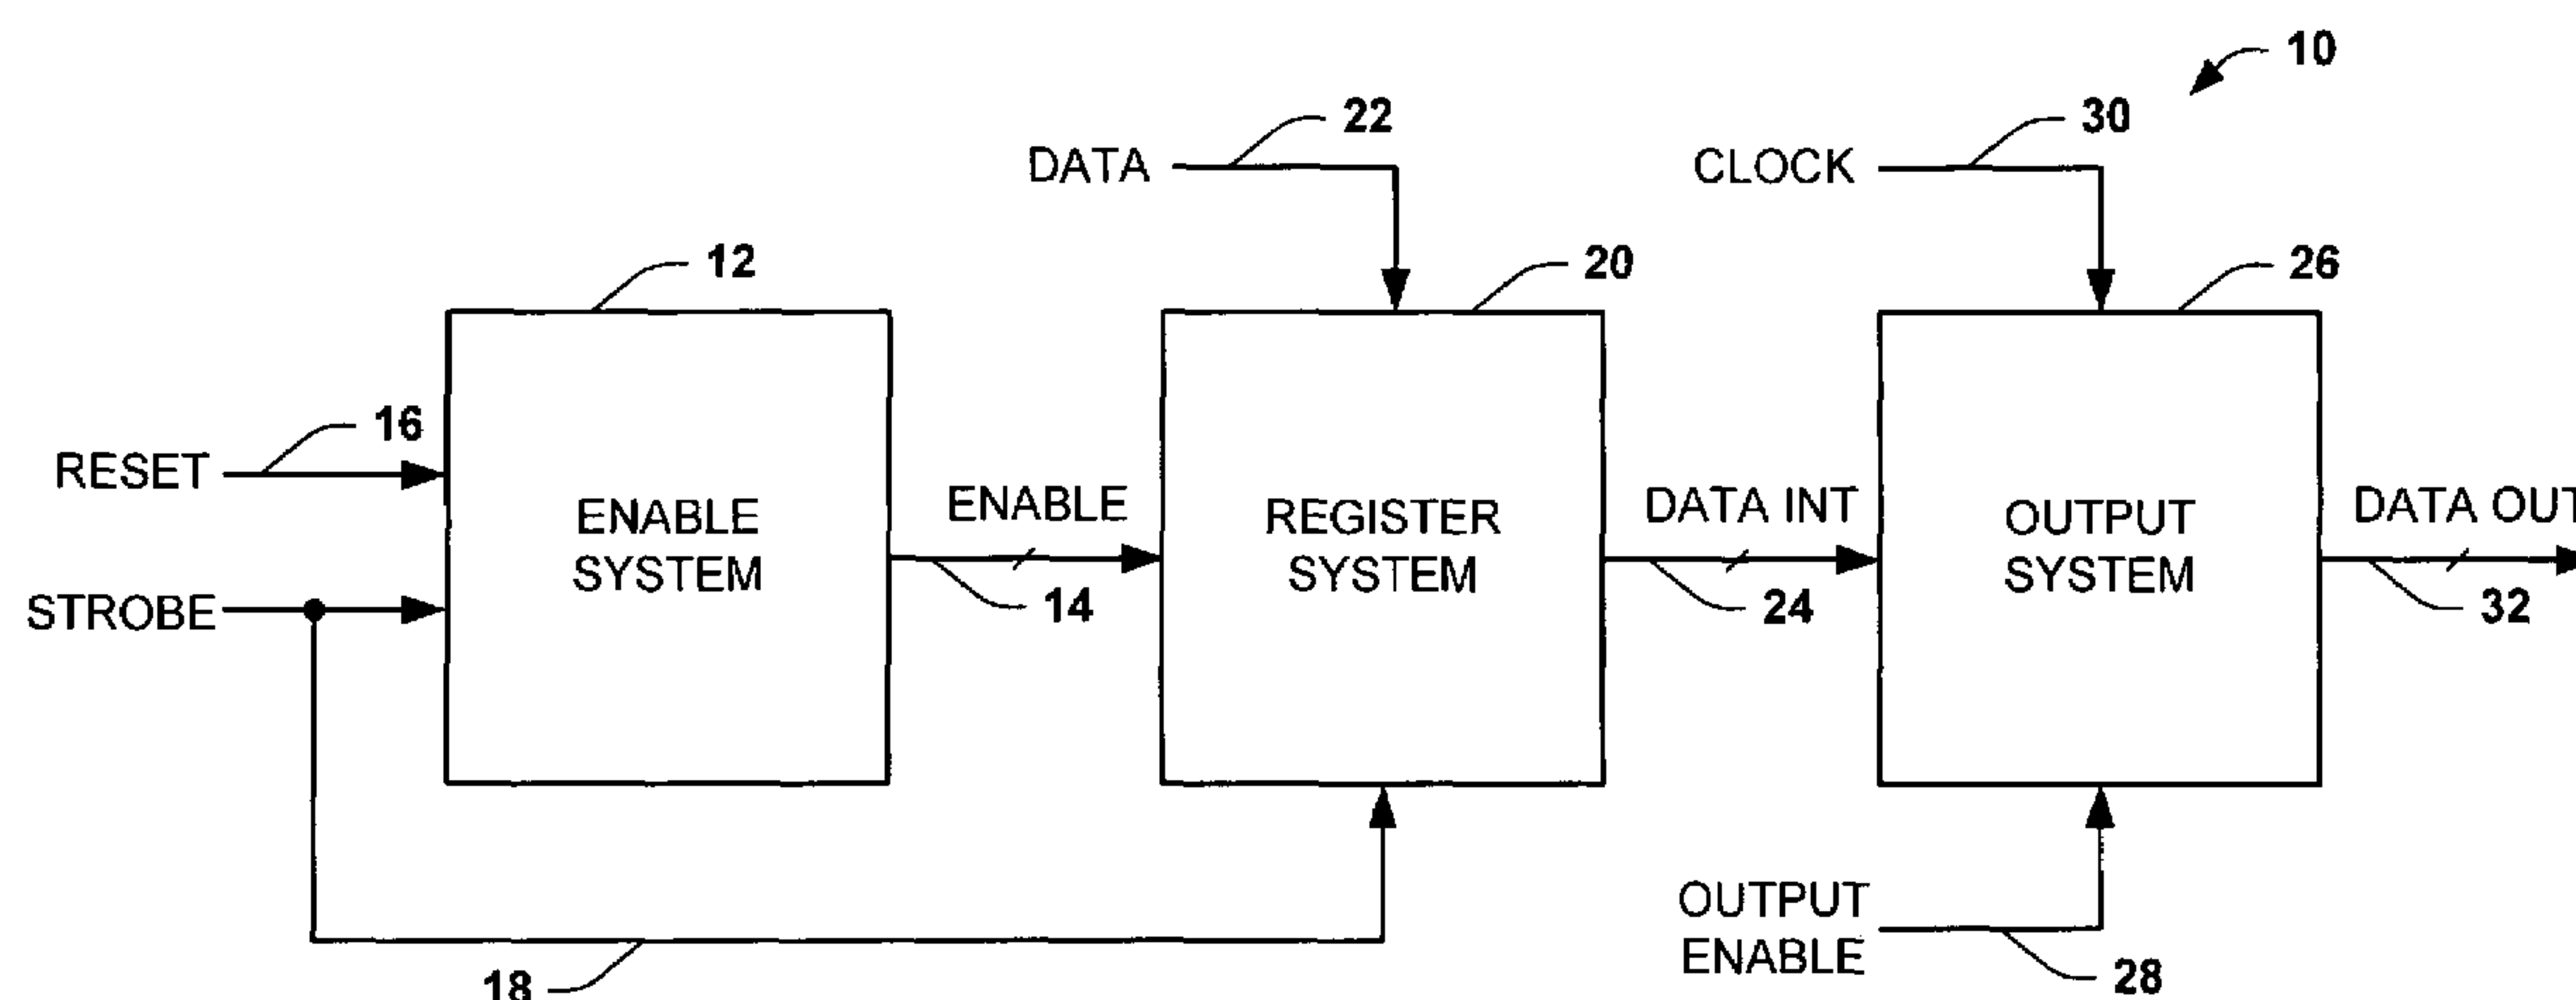 10
22
30
DATA
CLOCK
12
20
26
16
RESET
ENABLE
SYSTEM
ENABLE
14
REGISTER
SYSTEM
DATA INT
24
OUTPUT
SYSTEM
DATA OUT
32
STROBE
OUTPUT
ENABLE
18
28